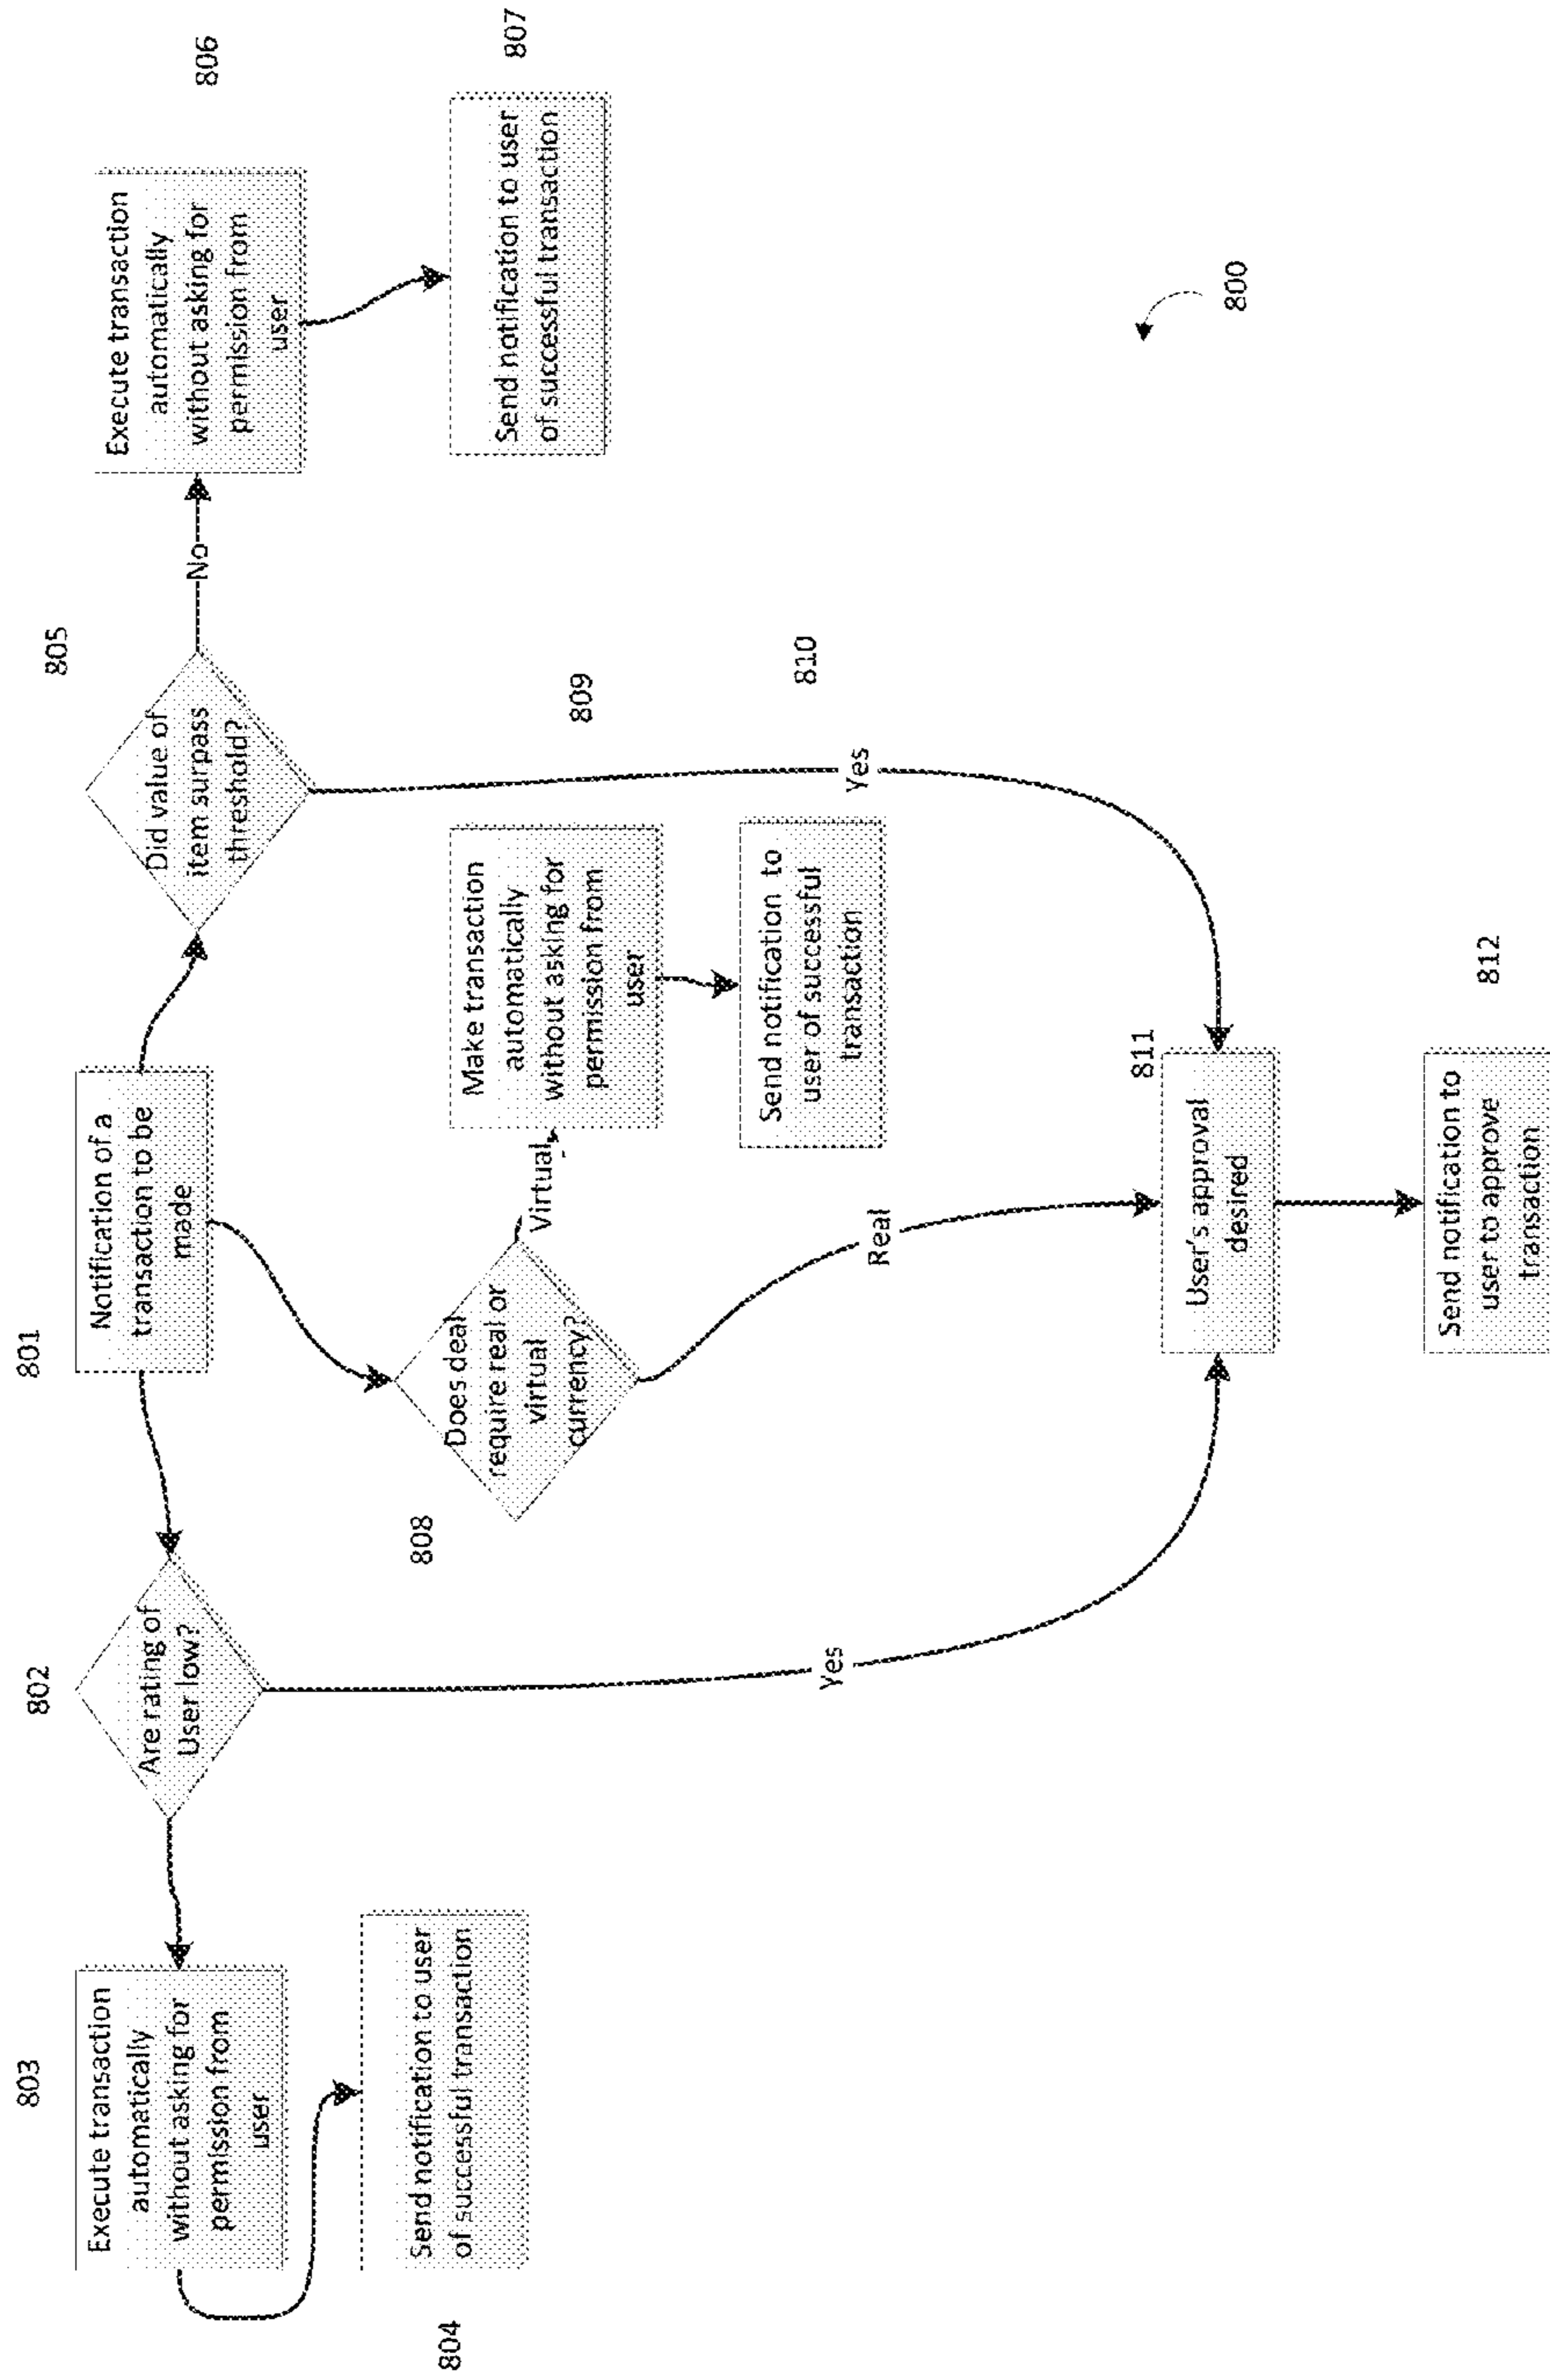 801
Notification of a
transaction to be
made
802
Are rating of
User low?
803
Execute transaction
automatically
without asking for
permission from
user
804
Send notification to user
of successful transaction
Yes
805
Did value of
item surpass
threshold?
No
806
Execute transaction
automatically
without asking for
permission from
user
807
Send notification to user
of successful transaction
Yes
808
Does deal
require real or
virtual
currency?
Virtual
809
Make transaction
automatically
without asking for
permission from
user
810
Send notification to
user of successful
transaction
Real
811
User's approval
desired
812
Send notification to
user to approve
transaction
800